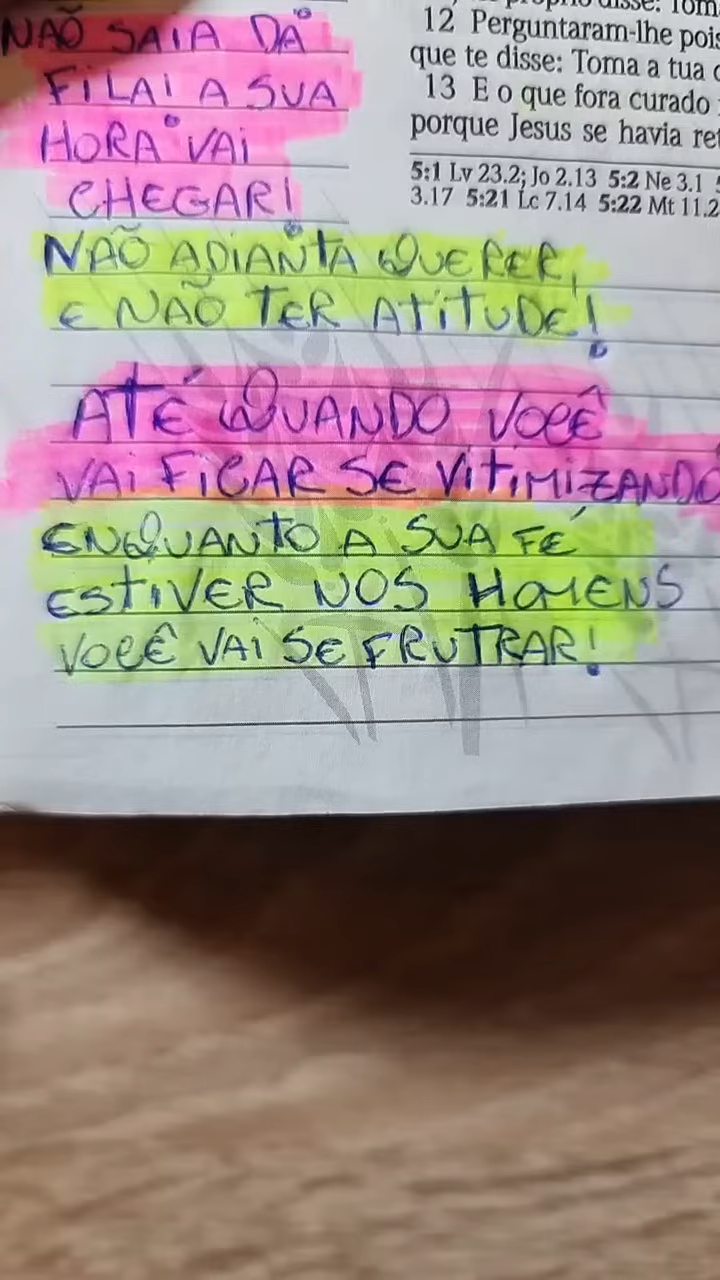 NÃO SAIA DA
FILA! A SUA
HORA VAI
CHEGAR!
NÃO ADIANTA QUERER,
E NÃO TER ATITUDE!
ATÉ QUANDO VOCÊ
VAI FICAR SE VITIMIZANDO
ENQUANTO A SUA FÉ
ESTIVER NOS HOMENS
VOCÊ VAI SE FRUTRAR!
disse: Tom
12 Perguntaram-lhe pois
que te disse: Toma a tua
13 E o que fora curado
porque Jesus se havia ret
5:1 Lv 23.2; Jo 2.13 5:2 Ne 3.1
3.17 5:21 Lc 7.14 5:22 Mt 11.2